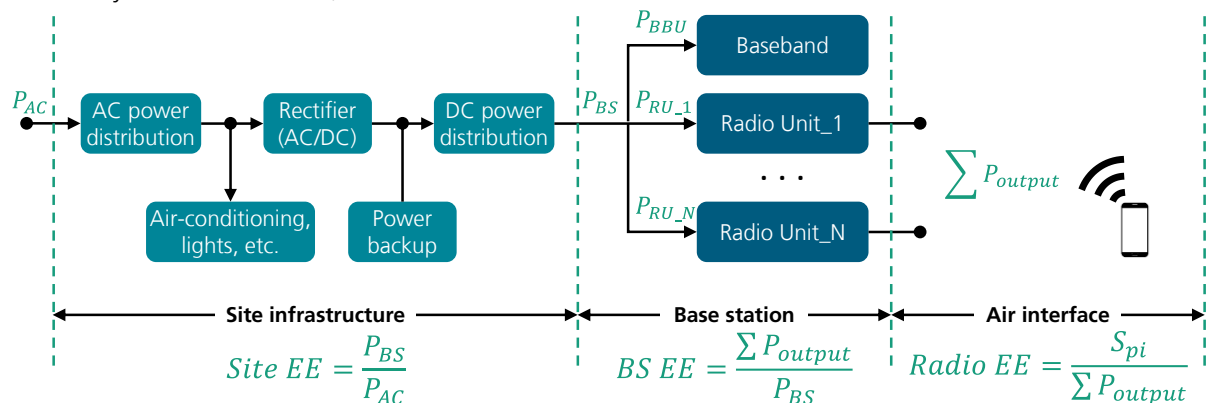 P_BBU
Baseband
P_AC
AC power
distribution
Rectifier
(AC/DC)
DC power
distribution
P_BS
P_RU_1
Radio Unit_1
. . .
∑ P_output
Air-conditioning,
lights, etc.
Power
backup
P_RU_N
Radio Unit_N
Site infrastructure
Base station
Air interface
Site EE = P_BS / P_AC
BS EE = ∑ P_output / P_BS
Radio EE = S_pi / ∑ P_output